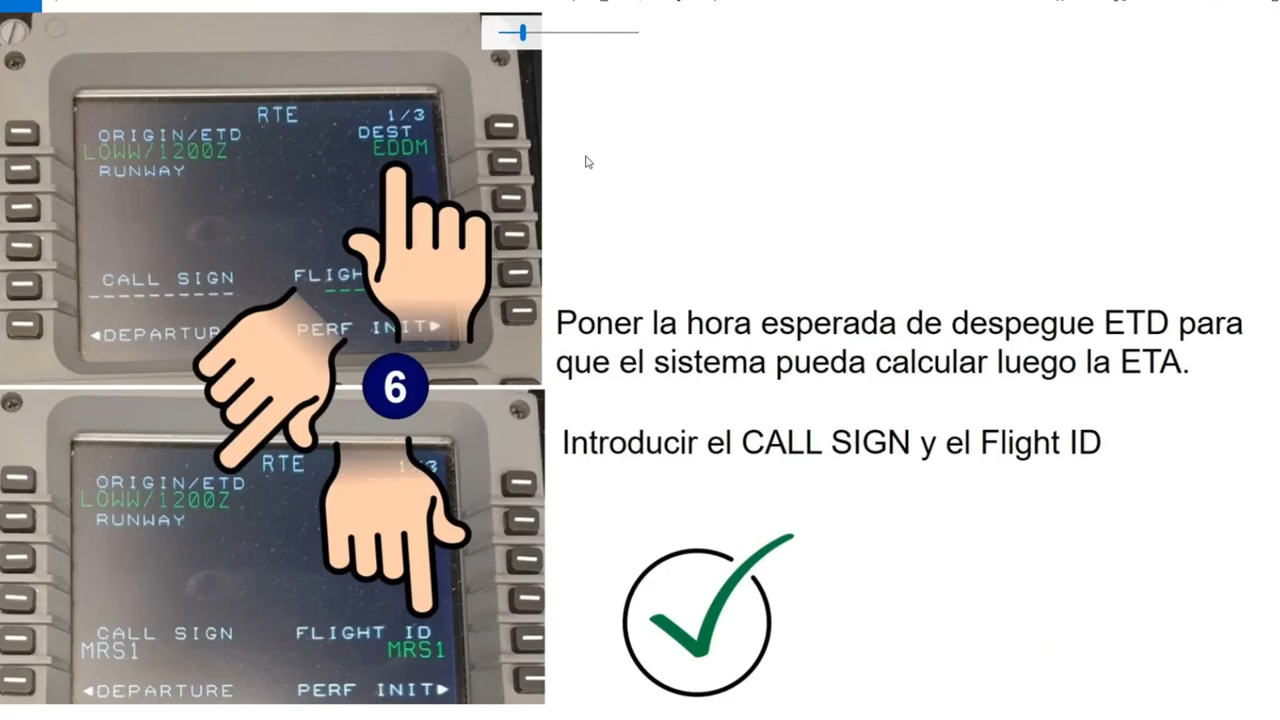 RTE
1/3
ORIGIN/ETD
DEST
LOWW/1200Z
EDDM
RUNWAY
CALL SIGN
---------
PERF INIT▶
6
RTE
1/3
ORIGIN/ETD
LOWW/1200Z
RUNWAY
CALL SIGN
FLIGHT ID
MRS1
MRS1
◀DEPARTURE
PERF INIT▶
Poner la hora esperada de despegue ETD para
que el sistema pueda calcular luego la ETA.
Introducir el CALL SIGN y el Flight ID